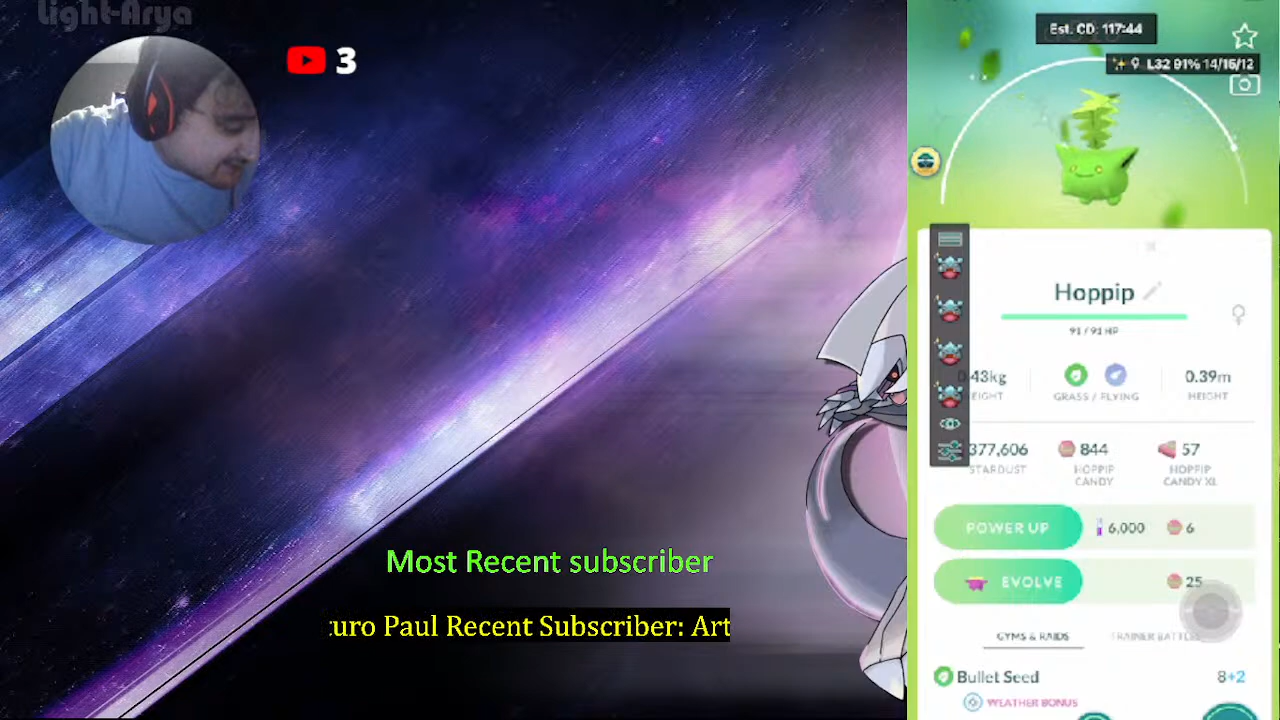 Light-Arya
3
Est. CD: 117:44
L32 91% 14/15/12
Hoppip
91 / 91 HP
0.43kg
0.39m
GRASS / FLYING
HEIGHT
377,606
844
57
STARDUST
HOPPIP
CANDY
HOPPIP
CANDY XL
POWER UP
6,000
6
EVOLVE
25
GYMS & RAIDS
TRAINER BATTLES
Bullet Seed
8+2
WEATHER BONUS
Most Recent subscriber
:uro Paul Recent Subscriber: Art